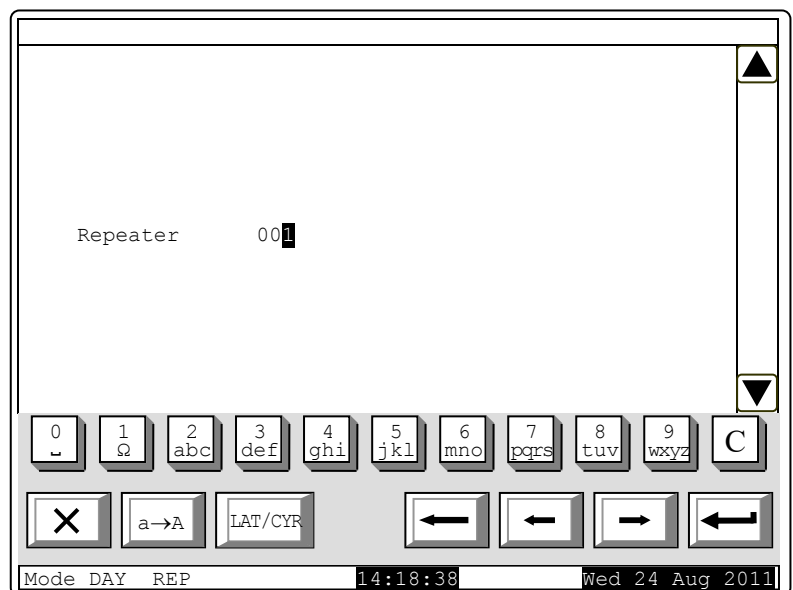 Repeater 001
0 1 2 3 4 5 6 7 8 9 C
␣ Ω abc def ghi jkl mno pqrs tuv wxyz
a→A LAT/CYR
Mode DAY REP 14:18:38 Wed 24 Aug 2011